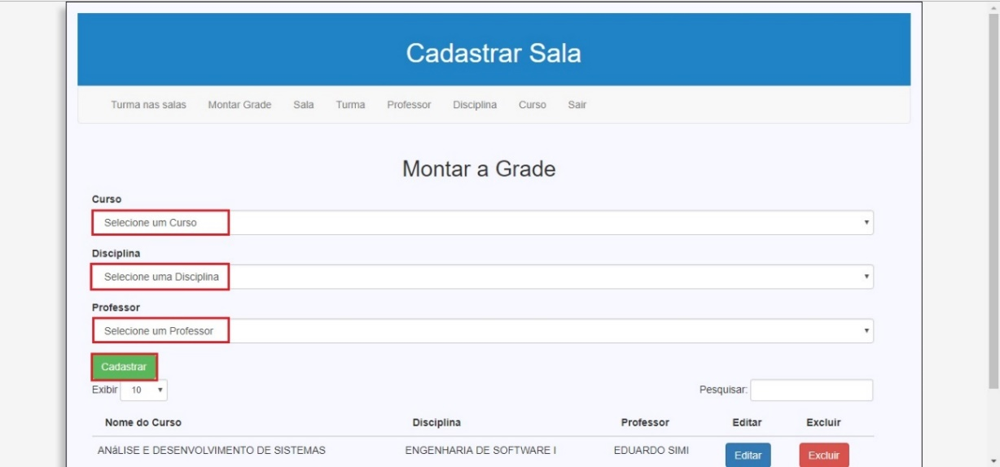 Cadastrar Sala
Turma nas salas Montar Grade Sala Turma Professor Disciplina Curso Sair
Montar a Grade
Curso
Selecione um Curso
Disciplina
Selecione uma Disciplina
Professor
Selecione um Professor
Cadastrar
Exibir 10 Pesquisar:
Nome do Curso Disciplina Professor Editar Excluir
ANáLISE E DESENVOLVIMENTO DE SISTEMAS ENGENHARIA DE SOFTWARE I EDUARDO SIMI Editar Excluir